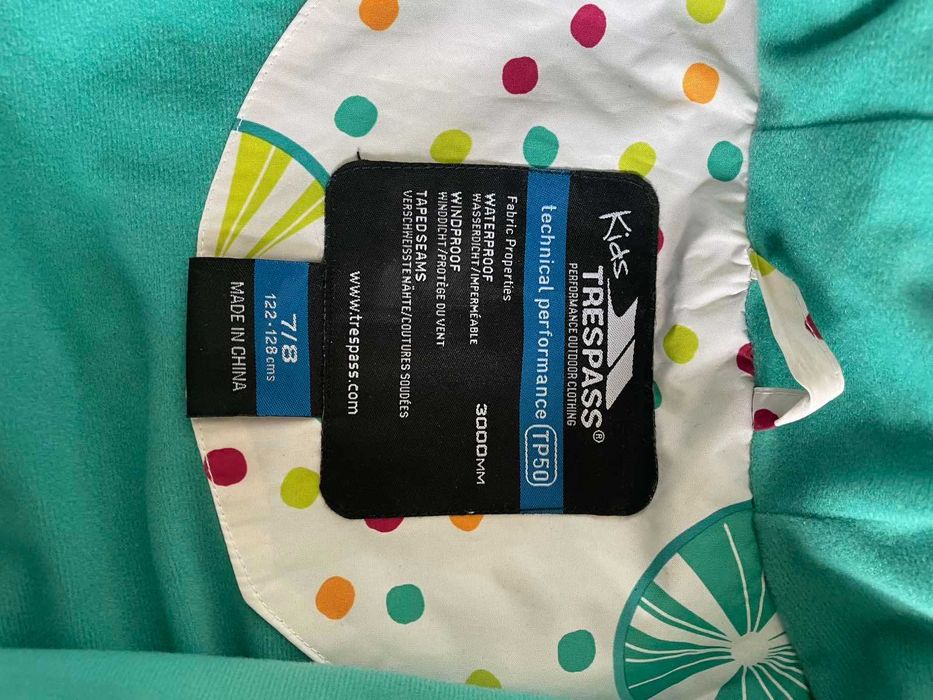 Kids
TRESPASS®
PERFORMANCE OUTDOOR CLOTHING
technical performance TP50
Fabric Properties
WATERPROOF 3000MM
WASSERDICHT/IMPERMÉABLE
WINDPROOF
WINDDICHT/PROTÈGE DU VENT
TAPED SEAMS
VERSCHWEISSTENÄHTE/COUTURES SOUDÉES
www.trespass.com
7/8
122-128 cms
MADE IN CHINA